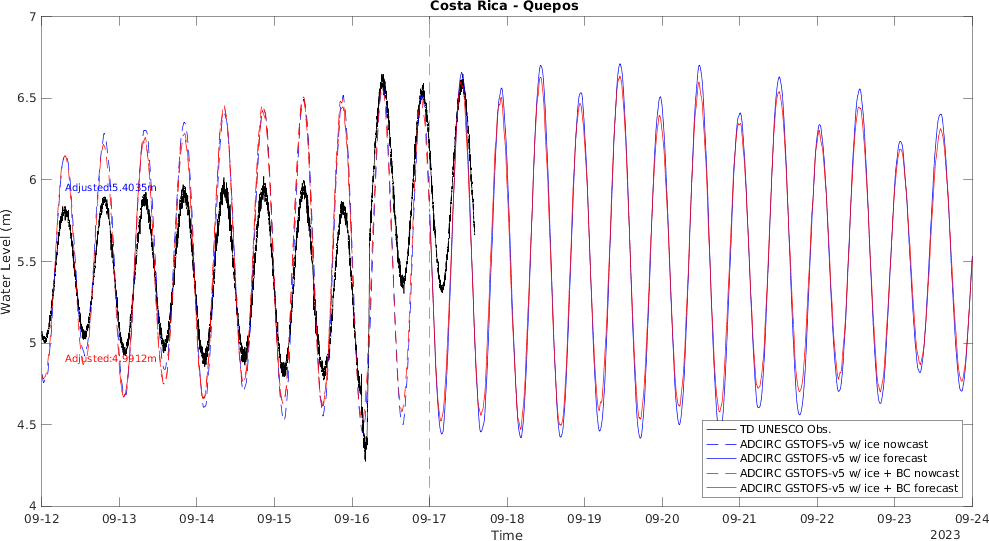 Costa Rica - Quepos
Water Level (m)
7
6.5
6
5.5
5
4.5
4
Adjusted:5.4035m
Adjusted:4.9912m
TD UNESCO Obs.
ADCIRC GSTOFS-v5 w/ ice nowcast
ADCIRC GSTOFS-v5 w/ ice forecast
ADCIRC GSTOFS-v5 w/ ice + BC nowcast
ADCIRC GSTOFS-v5 w/ ice + BC forecast
09-12 09-13 09-14 09-15 09-16 09-17 09-18 09-19 09-20 09-21 09-22 09-23 09-24
Time
2023